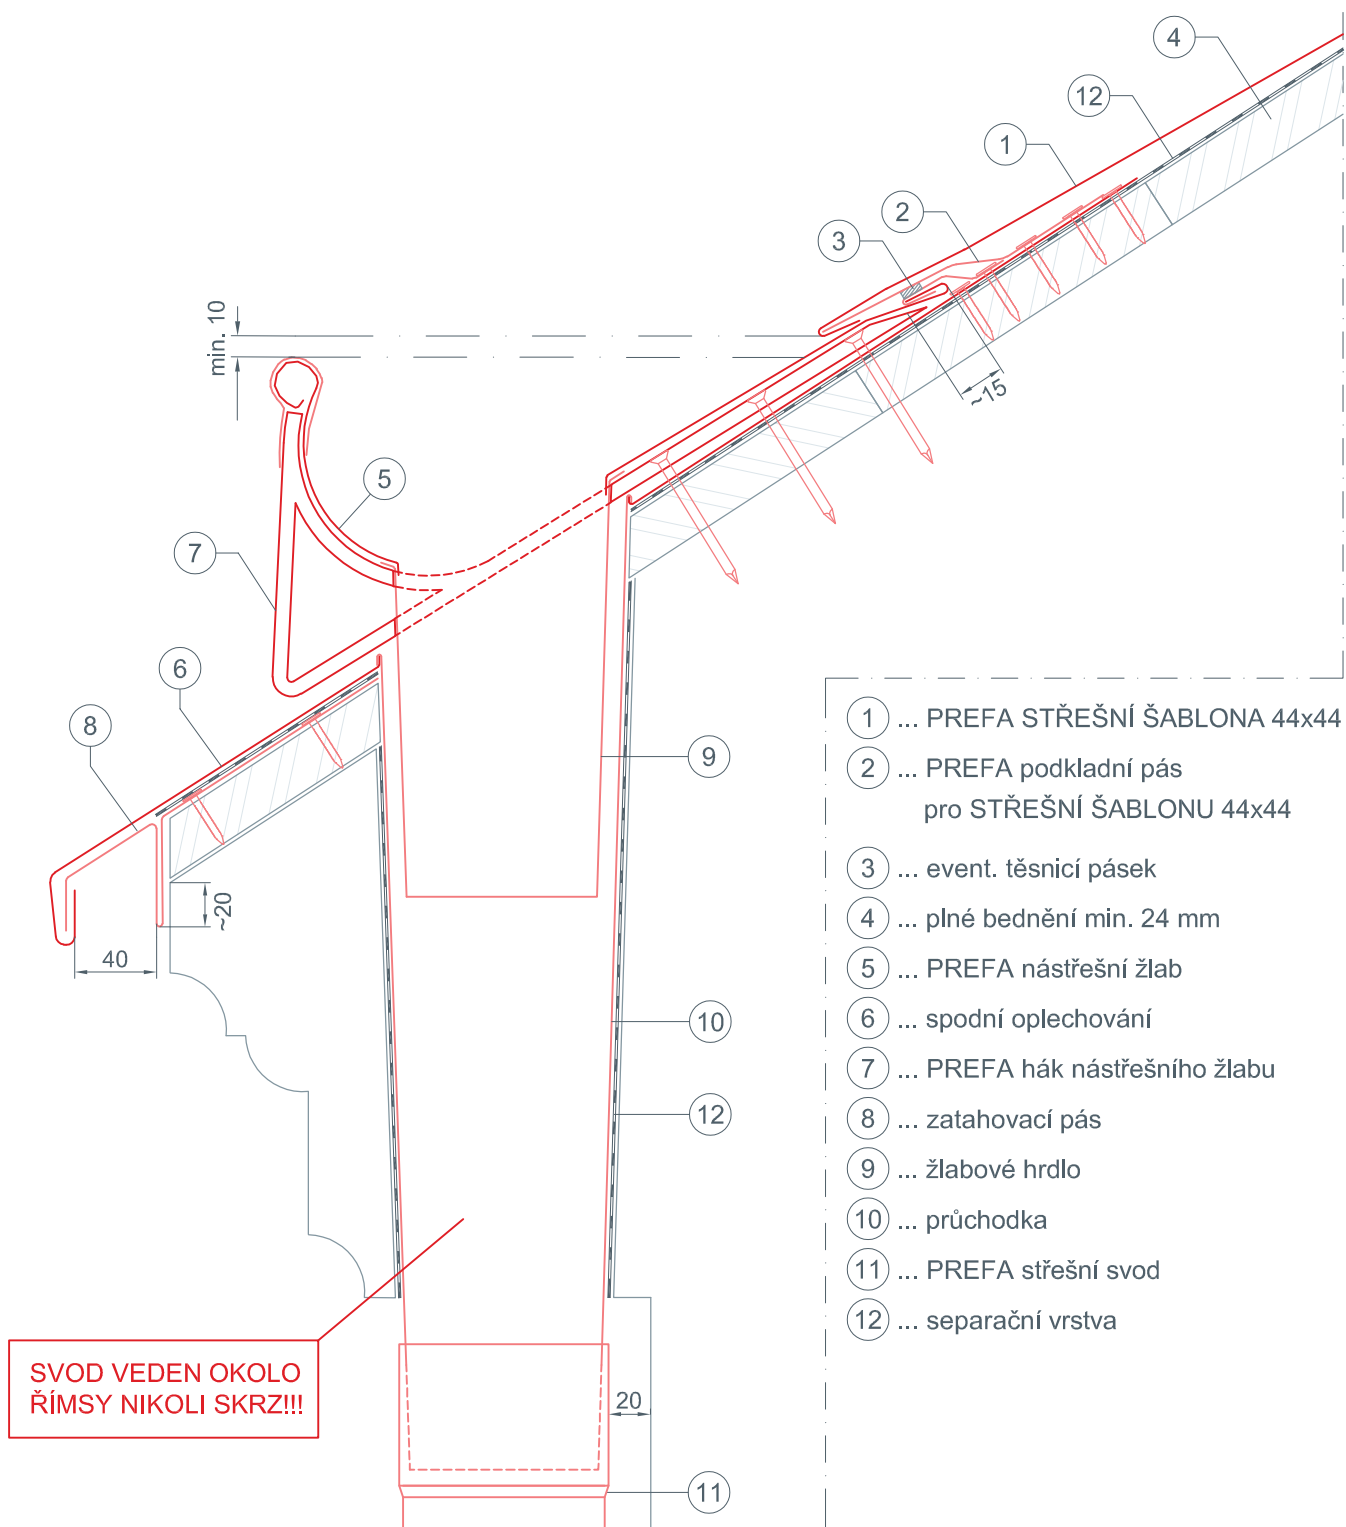 4
12
1
2
3
min. 10
~15
5
7
6
8
9
~20
40
10
12
20
11
SVOD VEDEN OKOLO
ŘÍMSY NIKOLI SKRZ!!!
1 ... PREFA STŘEŠNÍ ŠABLONA 44x44
2 ... PREFA podkladní pás
pro STŘEŠNÍ ŠABLONU 44x44
3 ... event. těsnicí pásek
4 ... plné bednění min. 24 mm
5 ... PREFA nástřešní žlab
6 ... spodní oplechování
7 ... PREFA hák nástřešního žlabu
8 ... zatahovací pás
9 ... žlabové hrdlo
10 ... průchodka
11 ... PREFA střešní svod
12 ... separační vrstva